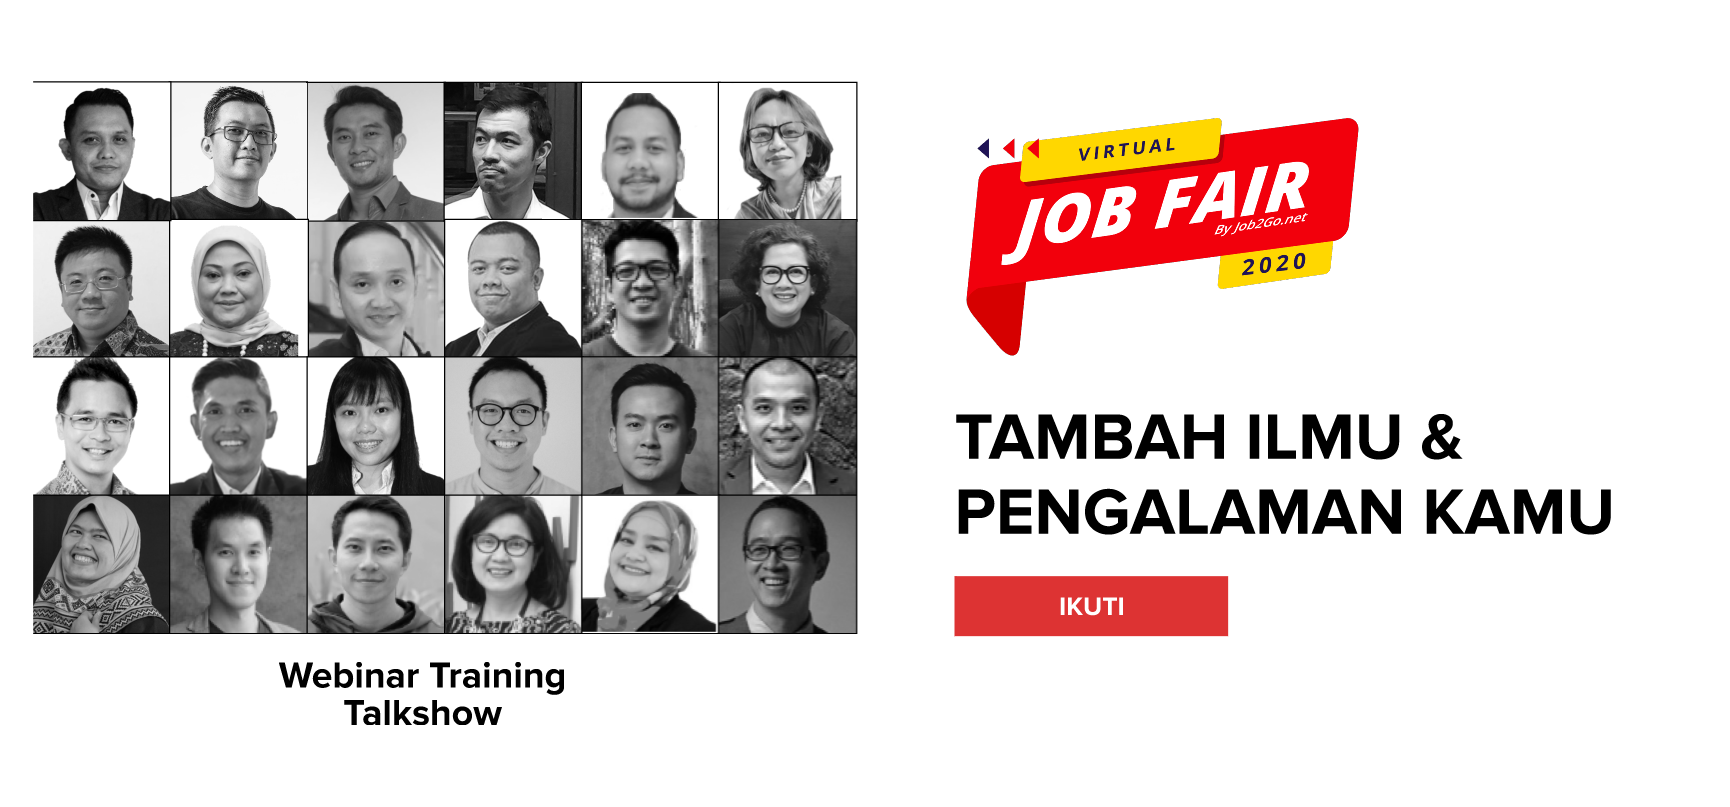 VIRTUAL
JOB FAIR
By Job2Go.net
2020
TAMBAH ILMU &
PENGALAMAN KAMU
IKUTI
Webinar Training
Talkshow